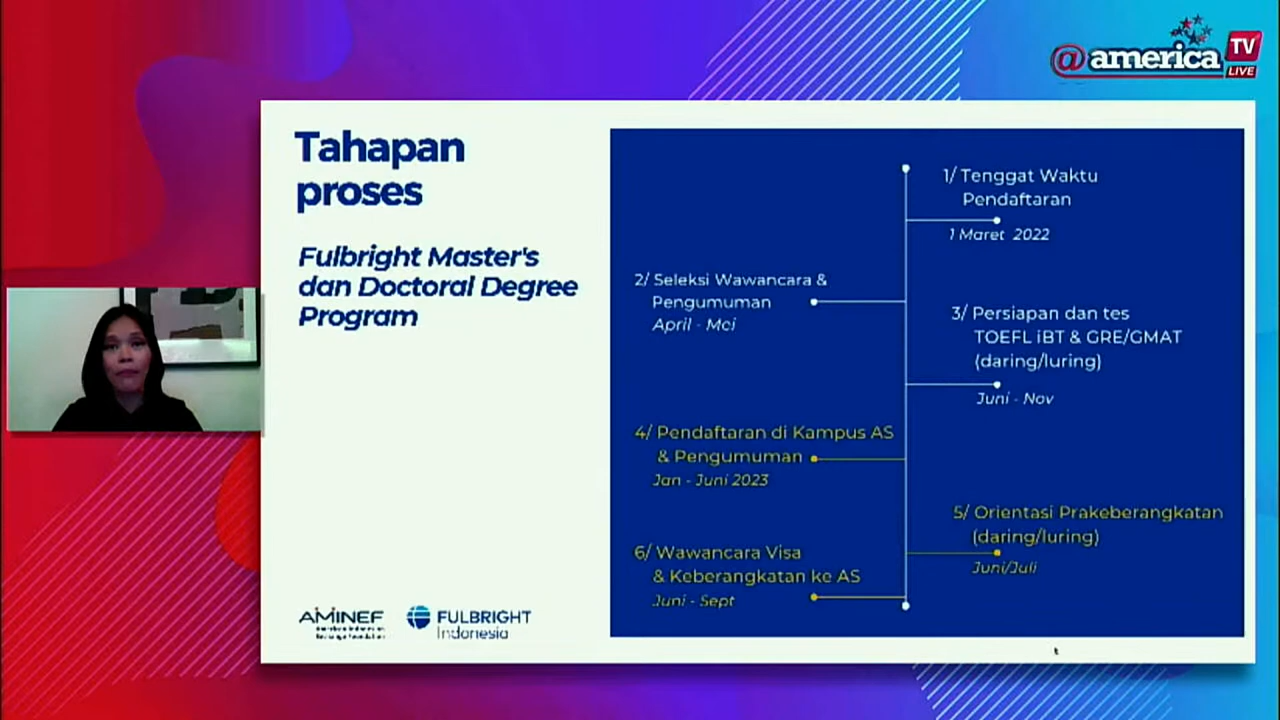 @america
TV
LIVE
Tahapan
proses
Fulbright Master's
dan Doctoral Degree
Program
1/ Tenggat Waktu
Pendaftaran
1 Maret 2022
2/ Seleksi Wawancara &
Pengumuman
April - Mei
3/ Persiapan dan tes
TOEFL iBT & GRE/GMAT
(daring/luring)
Juni - Nov
4/ Pendaftaran di Kampus AS
& Pengumuman
Jan - Juni 2023
5/ Orientasi Prakeberangkatan
(daring/luring)
Juni/Juli
6/ Wawancara Visa
& Keberangkatan ke AS
Juni - Sept
AMINEF
FULBRIGHT
Indonesia